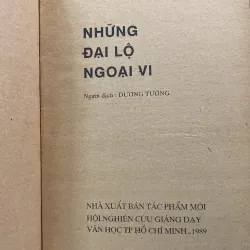 NHỮNG
ĐẠI LỘ
NGOẠI VI
Người dịch : DƯƠNG TƯỜNG
NHÀ XUẤT BẢN TÁC PHẨM MỚI
HỘI NGHIÊN CỨU GIẢNG DẠY
VĂN HỌC TP HỒ CHÍ MINH., 1989